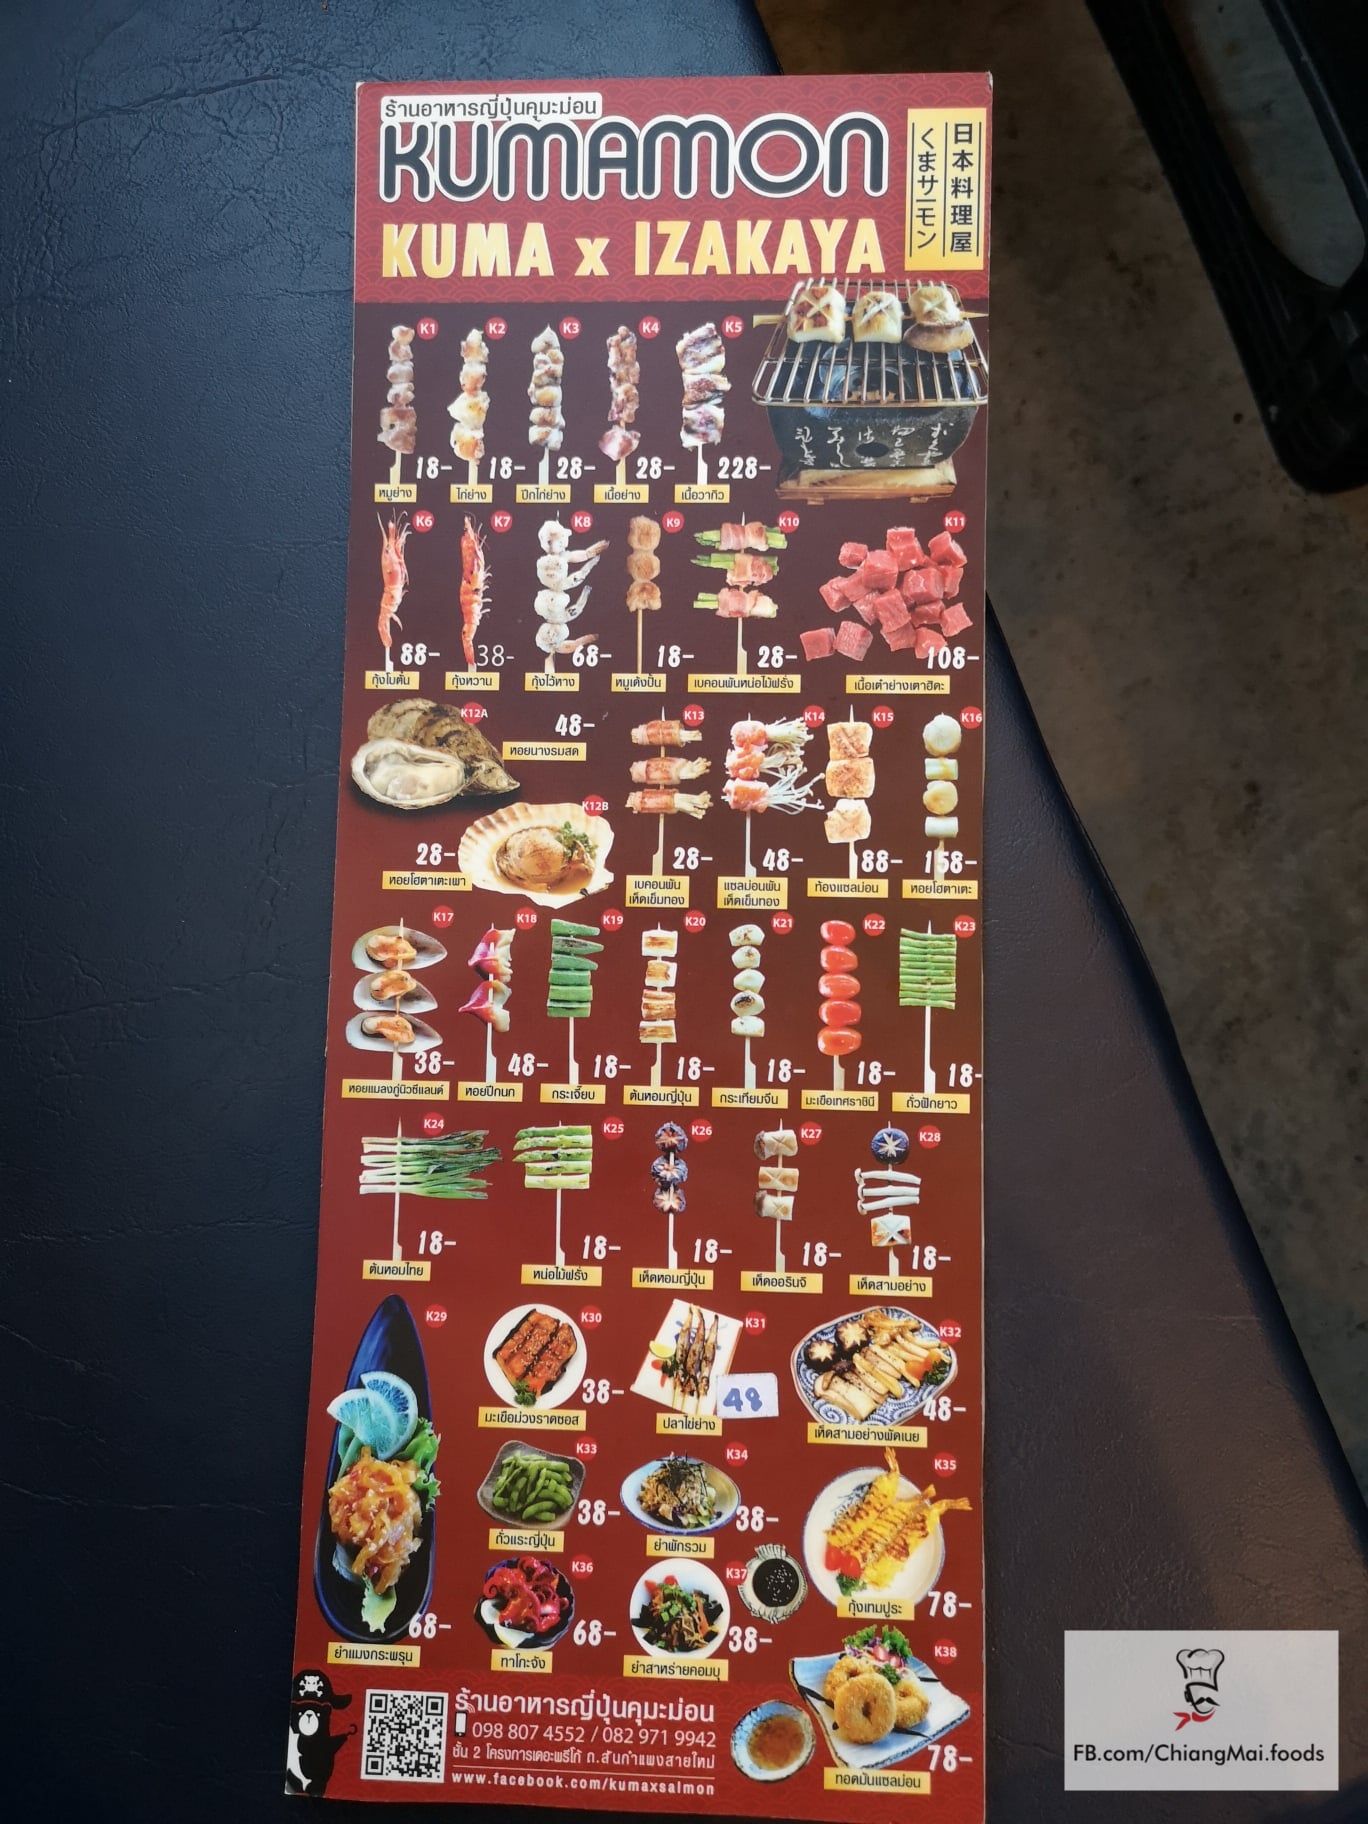 ร้านอาหารญี่ปุ่นคุมะม่อน
KUMAMON
KUMA x IZAKAYA
日本料理屋
くまサーモン
K1
18-
หมูย่าง
K2
18-
ไก่ย่าง
K3
28-
ปีกไก่ย่าง
K4
28-
เนื้อย่าง
K5
228-
เนื้อวากิว
K6
88-
กุ้งโบตั๋น
K7
38-
กุ้งหวาน
K8
68-
กุ้งไว้หาง
K9
18-
หมูเด้งปั้น
K10
28-
เบคอนพันหน่อไม้ฝรั่ง
K11
108-
เนื้อเต๋าย่างเตาฮิดะ
K12A
48-
หอยนางรมสด
K12B
28-
หอยโฮตาเตะเผา
K13
28-
เบคอนพัน
เห็ดเข็มทอง
K14
48-
แซลม่อนพัน
เห็ดเข็มทอง
K15
88-
ท้องแซลม่อน
K16
158-
หอยโฮตาเตะ
K17
38-
หอยแมลงภู่นิวซีแลนด์
K18
48-
หอยปีกนก
K19
18-
กระเจี๊ยบ
K20
18-
ต้นหอมญี่ปุ่น
K21
18-
กระเทียมจีน
K22
18-
มะเขือเทศราชินี
K23
18-
ถั่วฝักยาว
K24
18-
ต้นหอมไทย
K25
18-
หน่อไม้ฝรั่ง
K26
18-
เห็ดหอมญี่ปุ่น
K27
18-
เห็ดออรินจิ
K28
18-
เห็ดสามอย่าง
K29
68-
ยำแมงกระพรุน
K30
38-
มะเขือม่วงราดซอส
K31
48
ปลาไข่ย่าง
K32
48-
เห็ดสามอย่างผัดเนย
K33
38-
ถั่วแระญี่ปุ่น
K34
38-
ยำผักรวม
K35
78-
กุ้งเทมปุระ
K36
68-
ทาโกะจัง
K37
38-
ยำสาหร่ายคอมบุ
K38
78-
ทอดมันแซลม่อน
ร้านอาหารญี่ปุ่นคุมะม่อน
098 807 4552 / 082 971 9942
ชั้น 2 โครงการเดอะพรีโก้ ถ.สันกำแพงสายใหม่
www.facebook.com/kumaxsalmon
FB.com/ChiangMai.foods